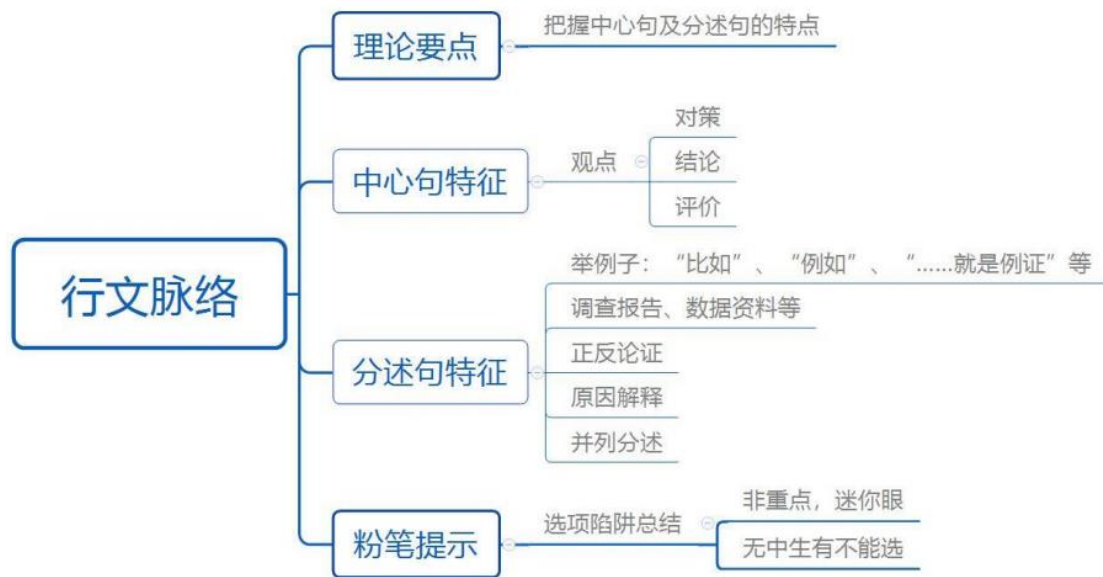 行文脉络
理论要点
把握中心句及分述句的特点
中心句特征
观点
对策
结论
评价
分述句特征
举例子：“比如”、“例如”、“……就是例证”等
调查报告、数据资料等
正反论证
原因解释
并列分述
粉笔提示
选项陷阱总结
非重点，迷你眼
无中生有不能选